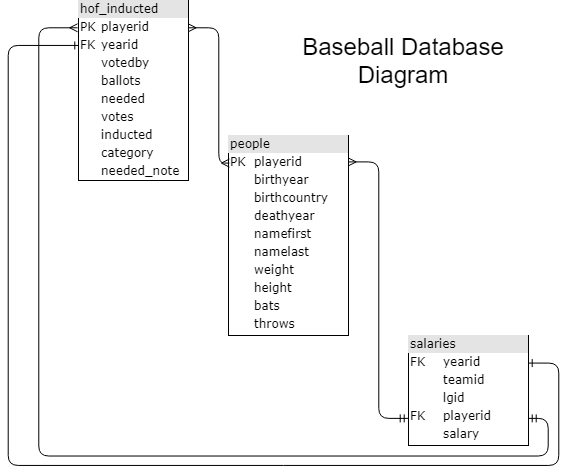 hof_inducted
PK playerid
FK yearid
votedby
ballots
needed
votes
inducted
category
needed_note
Baseball Database
Diagram
people
PK playerid
birthyear
birthcountry
deathyear
namefirst
namelast
weight
height
bats
throws
salaries
FK yearid
teamid
lgid
FK playerid
salary